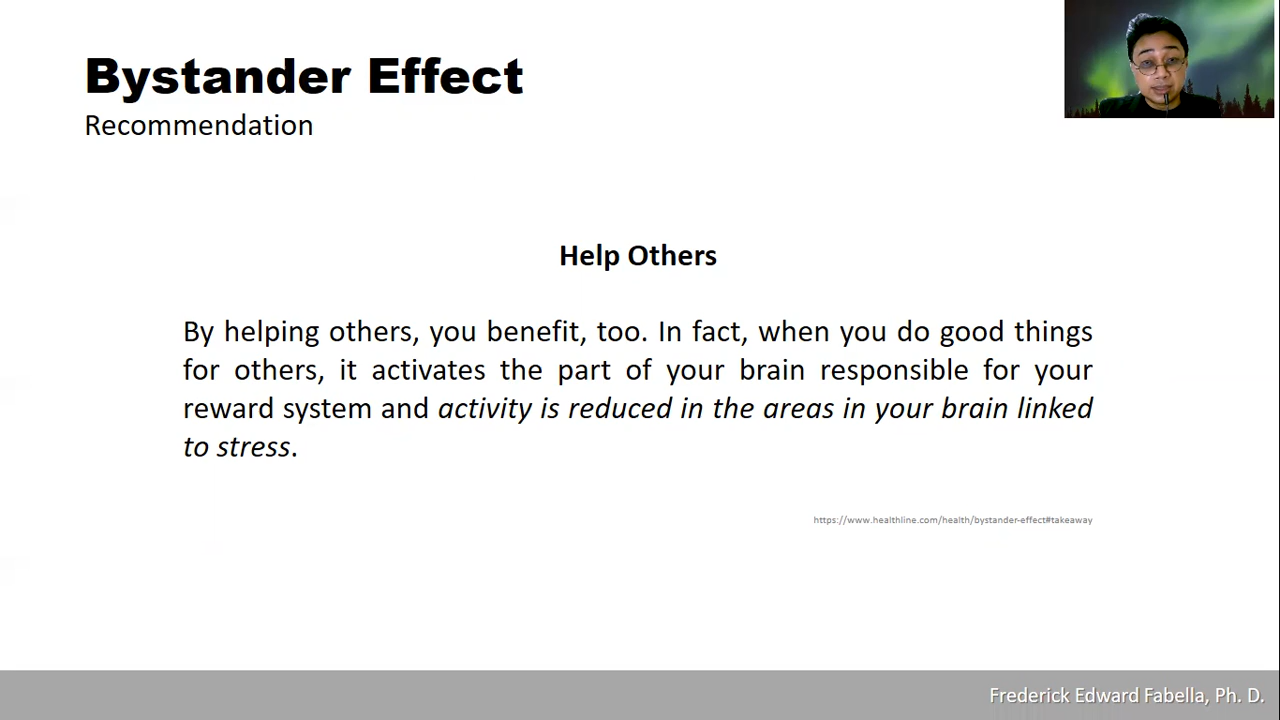 Bystander Effect
Recommendation
Help Others
By helping others, you benefit, too. In fact, when you do good things
for others, it activates the part of your brain responsible for your
reward system and activity is reduced in the areas in your brain linked
to stress.
https://www.healthline.com/health/bystander-effect#takeaway
Frederick Edward Fabella, Ph. D.